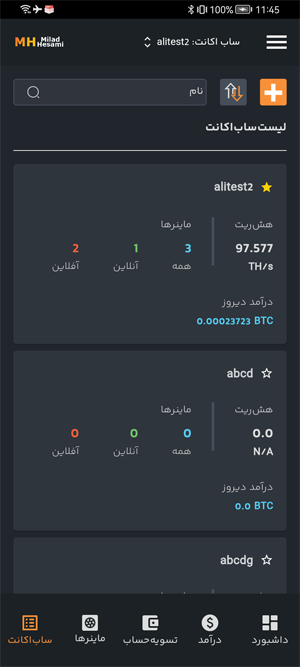 100% 11:45
MH Milad Hesami
ساب اکانت: alitest2
نام
لیست‌ساب‌اکانت
alitest2
هش‌ریت
ماینرها
97.577
3
1
2
TH/s
همه
آنلاین
آفلاین
درآمد دیروز
0.00023723 BTC
abcd
هش‌ریت
ماینرها
0.0
0
0
0
N/A
همه
آنلاین
آفلاین
درآمد دیروز
0.0 BTC
abcdg
داشبورد
درآمد
تسویه‌حساب
ماینرها
ساب‌اکانت